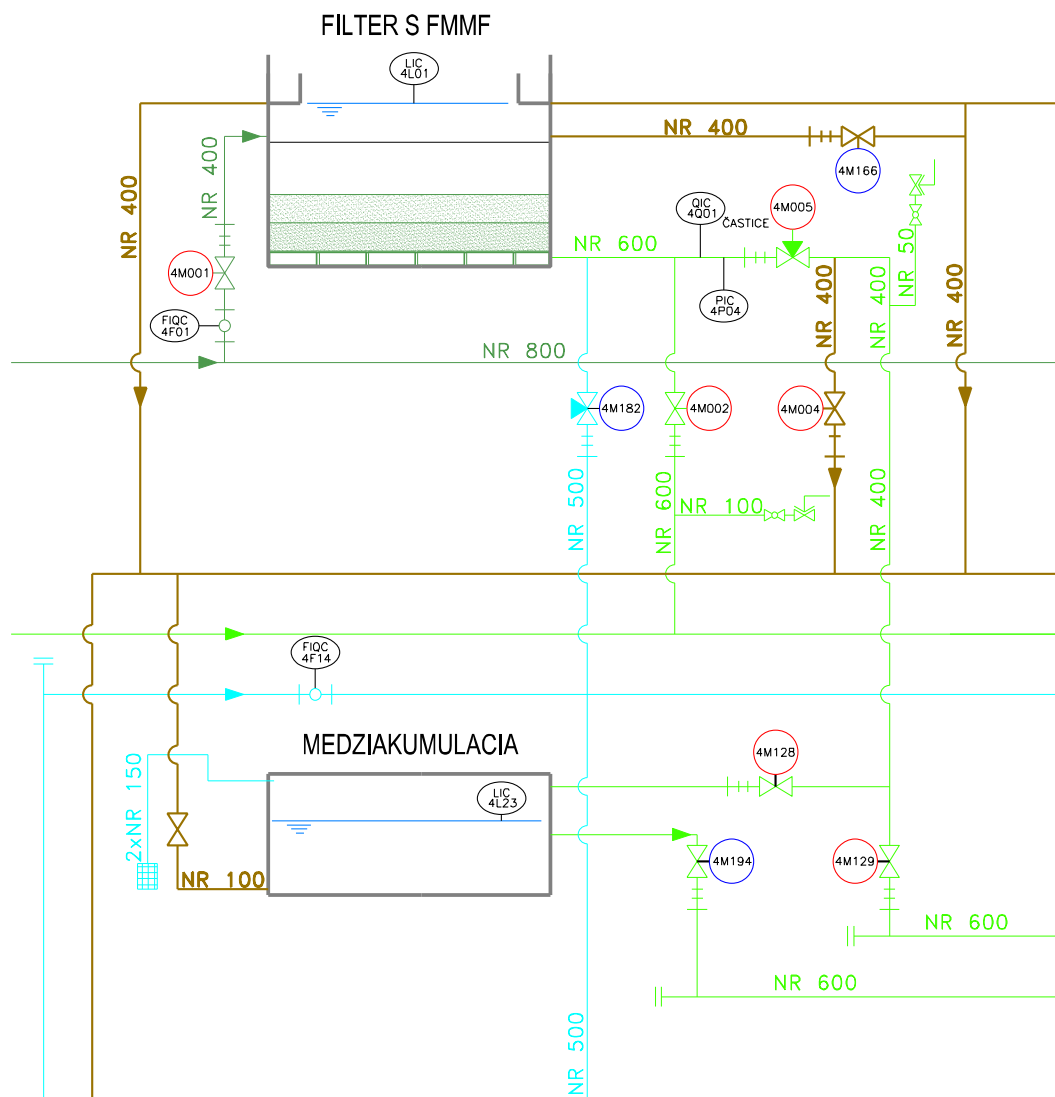 FILTER S FMMF
LIC
4L01
NR 400
4M166
NR 400
NR 400
QIC
4Q01
ČASTICE
4M005
NR 50
NR 600
4M001
PIC
4P04
NR 400
NR 400
NR 400
FIQC
4F01
NR 800
4M182
4M002
4M004
NR 500
NR 600
NR 100
NR 400
FIQC
4F14
MEDZIAKUMULACIA
4M128
2xNR 150
LIC
4L23
4M194
4M129
NR 100
NR 600
NR 600
NR 500